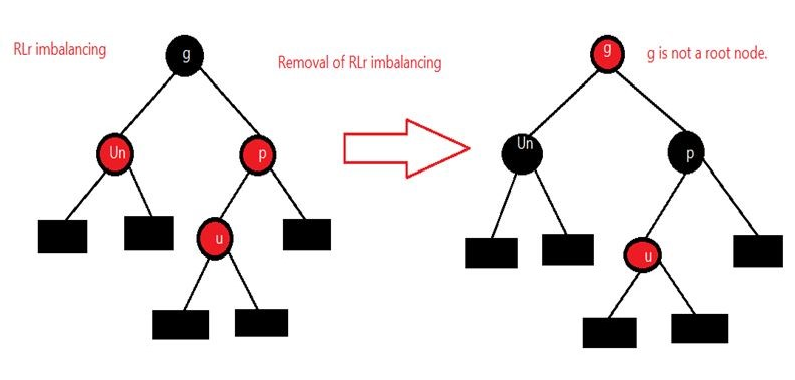 RLr imbalancing
Removal of RLr imbalancing
g is not a root node.
g
Un
p
u
g
Un
p
u